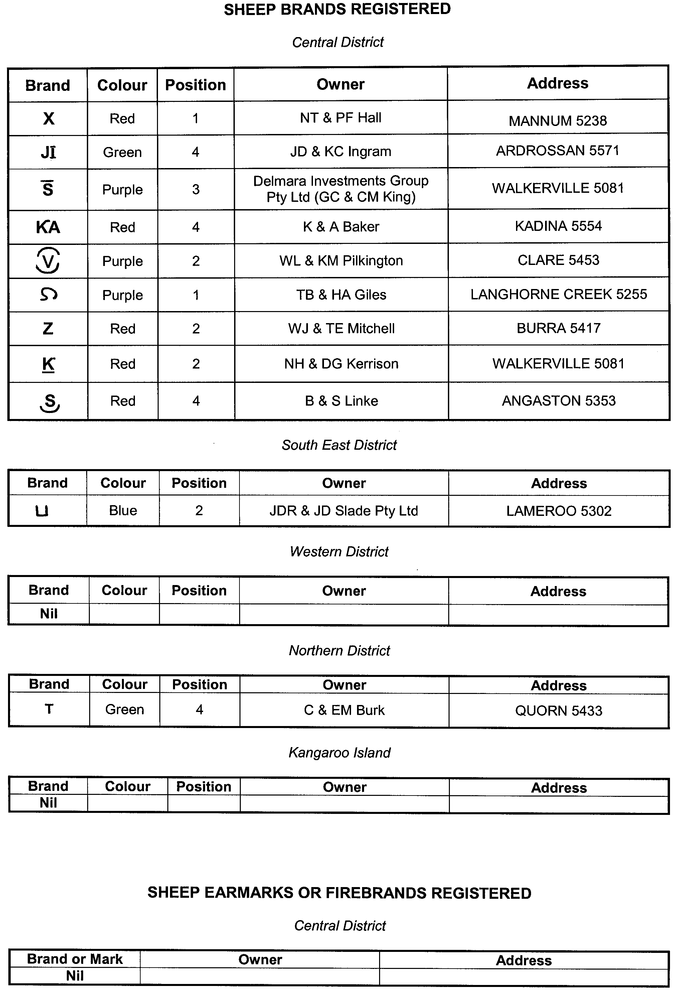 SHEEP BRANDS REGISTERED
Central District
Brand Colour Position Owner Address
X Red 1 NT & PF Hall MANNUM 5238
JI Green 4 JD & KC Ingram ARDROSSAN 5571
S Purple 3 Delmara Investments Group
Pty Ltd (GC & CM King) WALKERVILLE 5081
KA Red 4 K & A Baker KADINA 5554
V Purple 2 WL & KM Pilkington CLARE 5453
Purple 1 TB & HA Giles LANGHORNE CREEK 5255
Z Red 2 WJ & TE Mitchell BURRA 5417
K Red 2 NH & DG Kerrison WALKERVILLE 5081
S Red 4 B & S Linke ANGASTON 5353
South East District
Brand Colour Position Owner Address
Blue 2 JDR & JD Slade Pty Ltd LAMEROO 5302
Western District
Brand Colour Position Owner Address
Nil
Northern District
Brand Colour Position Owner Address
T Green 4 C & EM Burk QUORN 5433
Kangaroo Island
Brand Colour Position Owner Address
Nil
SHEEP EARMARKS OR FIREBRANDS REGISTERED
Central District
Brand or Mark Owner Address
Nil